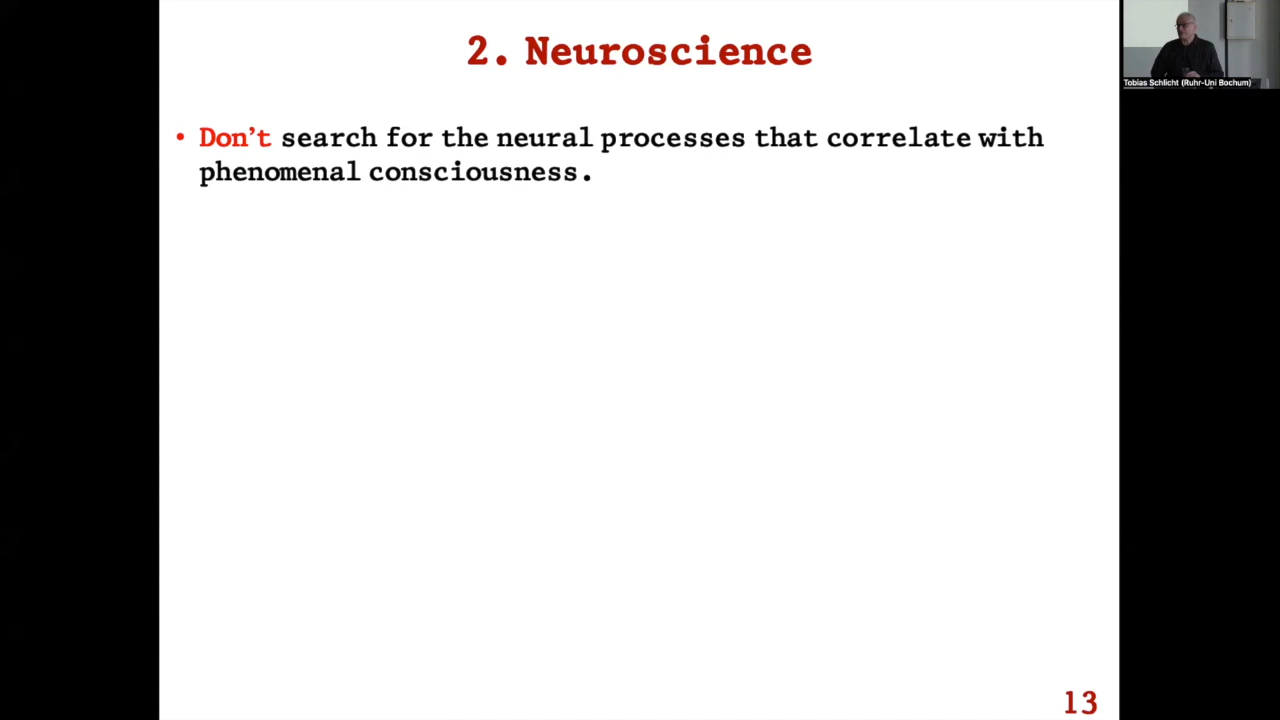 2. Neuroscience
Tobias Schlicht (Ruhr-Uni Bochum)
• Don't search for the neural processes that correlate with
phenomenal consciousness.
13